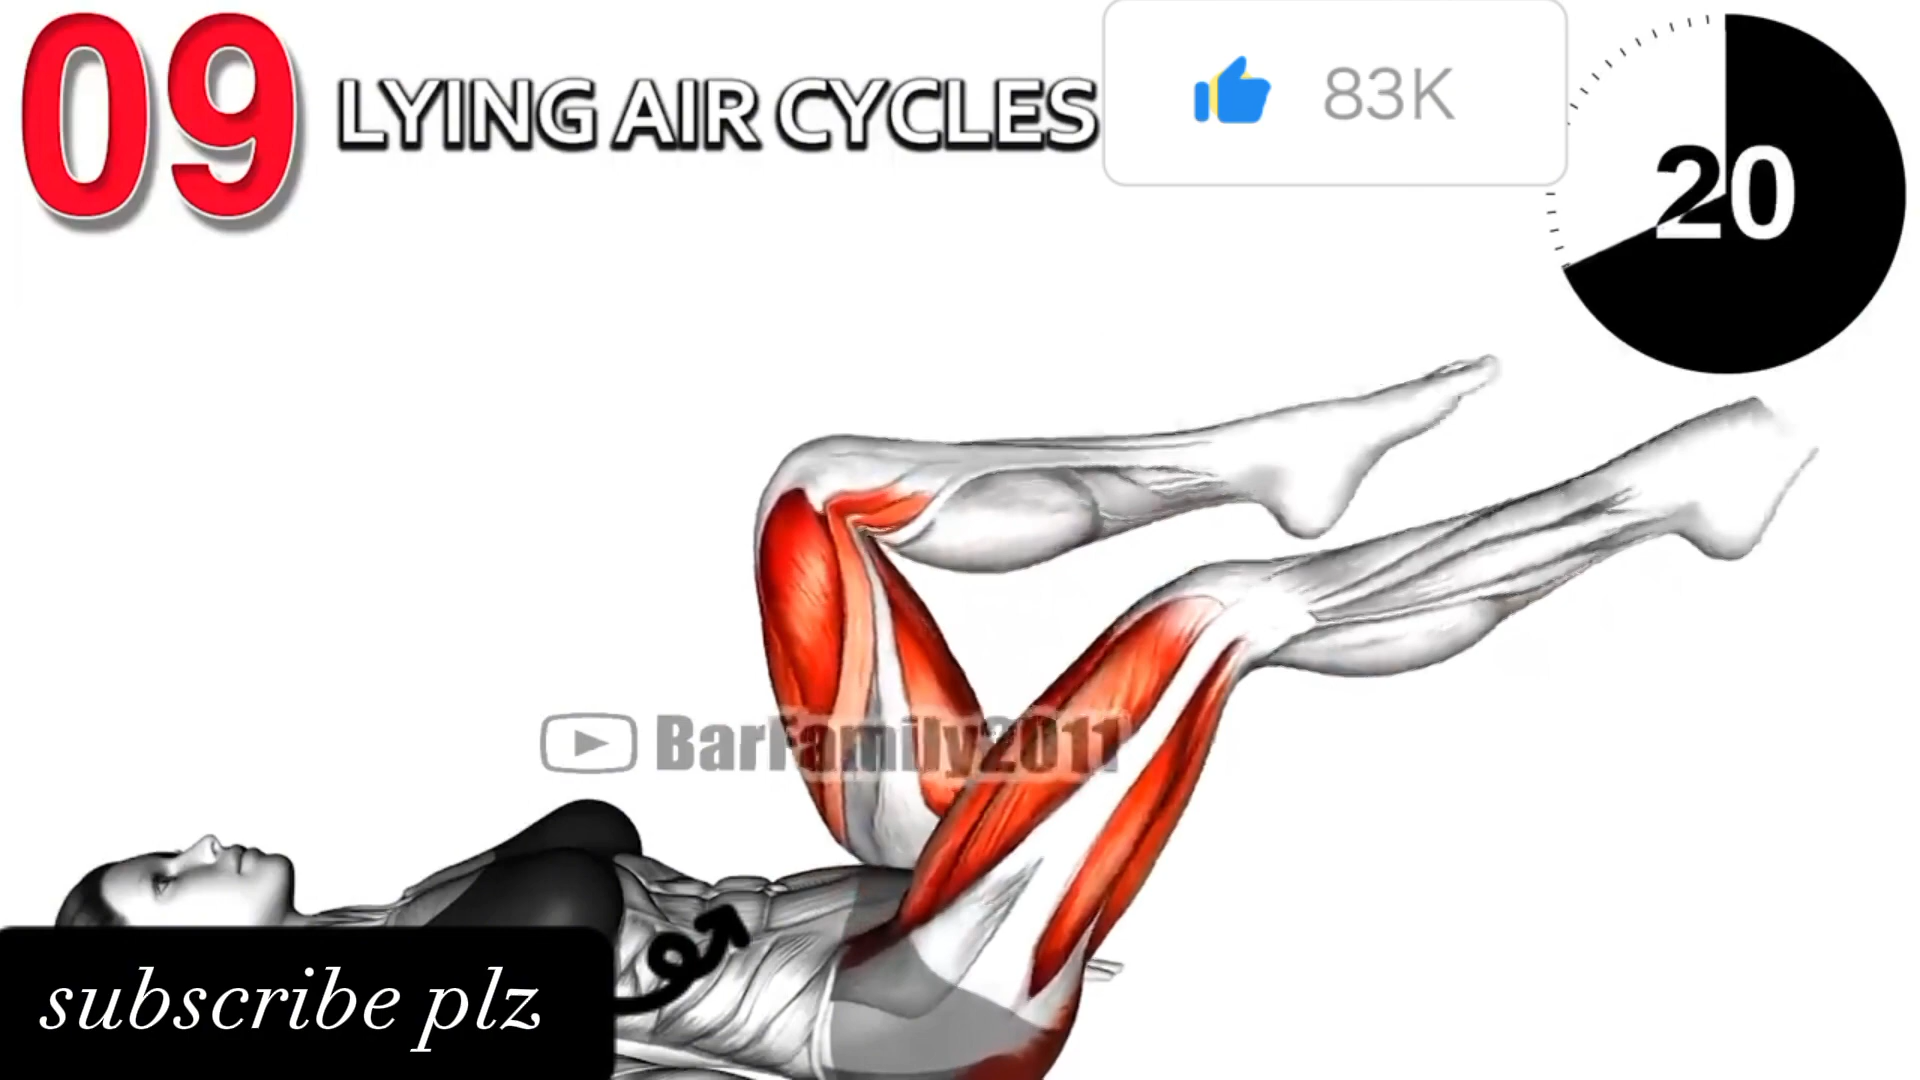 09
LYING AIR CYCLES
83K
20
BarFamily2011
subscribe plz